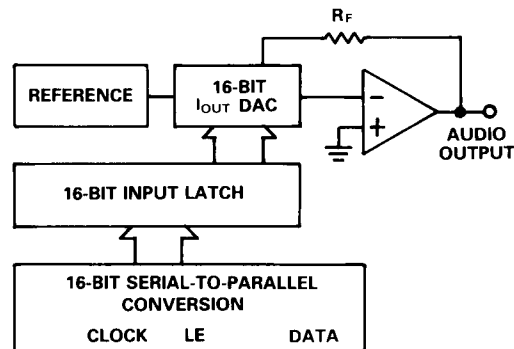 RF
REFERENCE
16-BIT
IOUT DAC
−
+
AUDIO
OUTPUT
16-BIT INPUT LATCH
16-BIT SERIAL-TO-PARALLEL
CONVERSION
CLOCK LE DATA